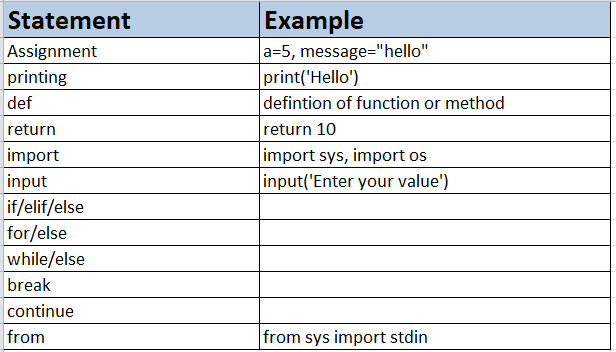 Statement Example
Assignment a=5, message="hello"
printing print('Hello')
def defintion of function or method
return return 10
import import sys, import os
input input('Enter your value')
if/elif/else
for/else
while/else
break
continue
from from sys import stdin